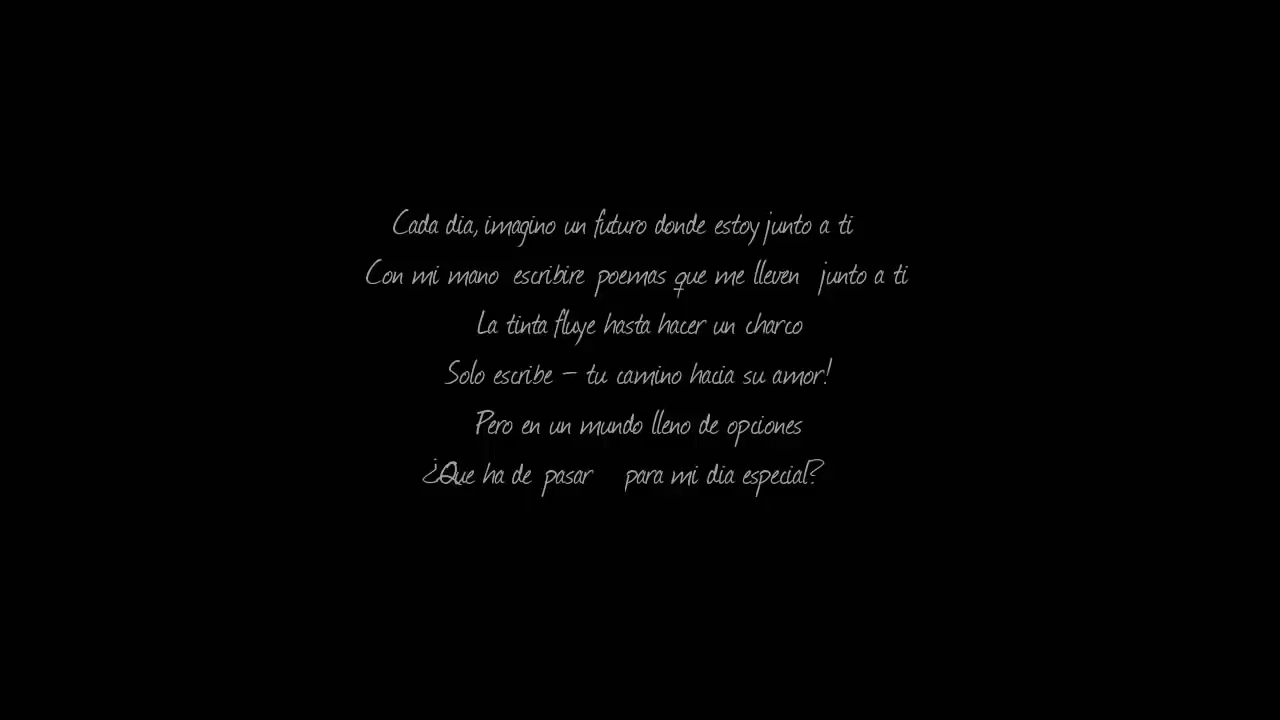 Cada dia, imagino un futuro donde estoy junto a ti
Con mi mano escribire poemas que me lleven junto a ti
La tinta fluye hasta hacer un charco
Solo escribe - tu camino hacia su amor!
Pero en un mundo lleno de opciones
¿Que ha de pasar para mi dia especial?